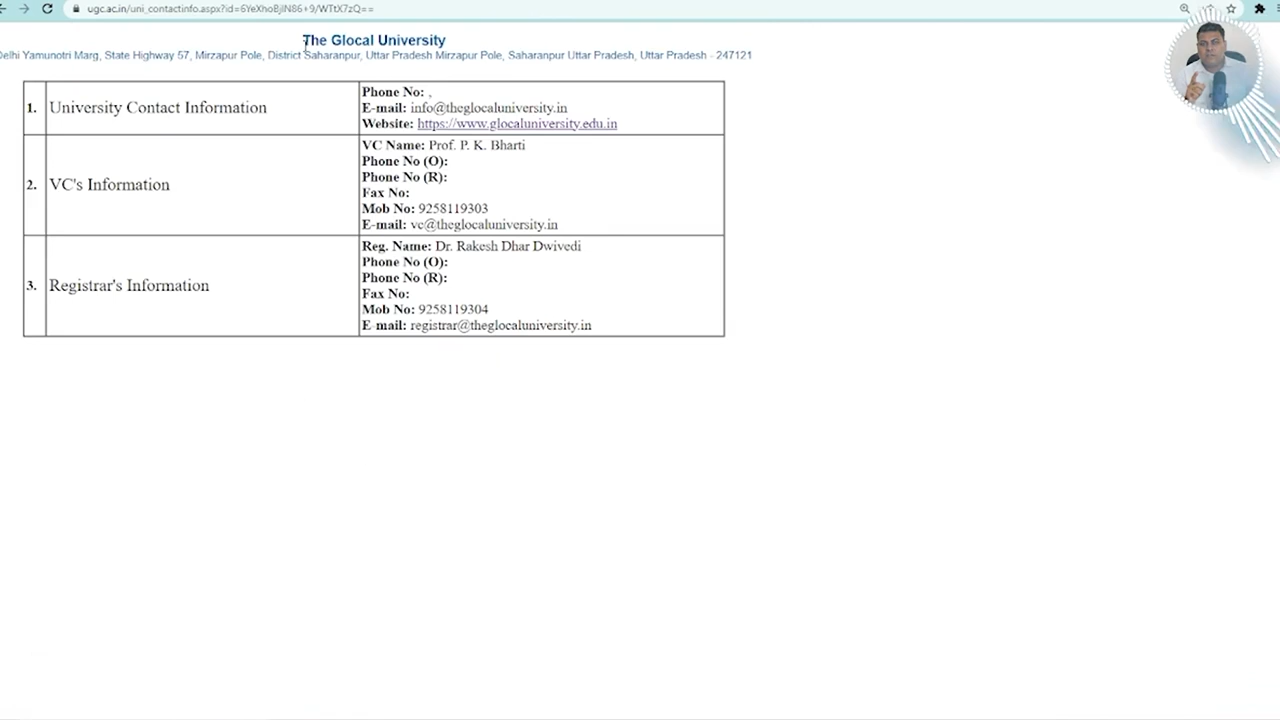 ugc.ac.in/uni_contactinfo.aspx?id=6YeXhoBjIN86+9/WTtX7zQ==
The Glocal University
Delhi Yamunotri Marg, State Highway 57, Mirzapur Pole, District Saharanpur, Uttar Pradesh Mirzapur Pole, Saharanpur Uttar Pradesh, Uttar Pradesh - 247121
1. University Contact Information
Phone No: ,
E-mail: info@theglocaluniversity.in
Website: https://www.glocaluniversity.edu.in
2. VC's Information
VC Name: Prof. P. K. Bharti
Phone No (O):
Phone No (R):
Fax No:
Mob No: 9258119303
E-mail: vc@theglocaluniversity.in
3. Registrar's Information
Reg. Name: Dr. Rakesh Dhar Dwivedi
Phone No (O):
Phone No (R):
Fax No:
Mob No: 9258119304
E-mail: registrar@theglocaluniversity.in